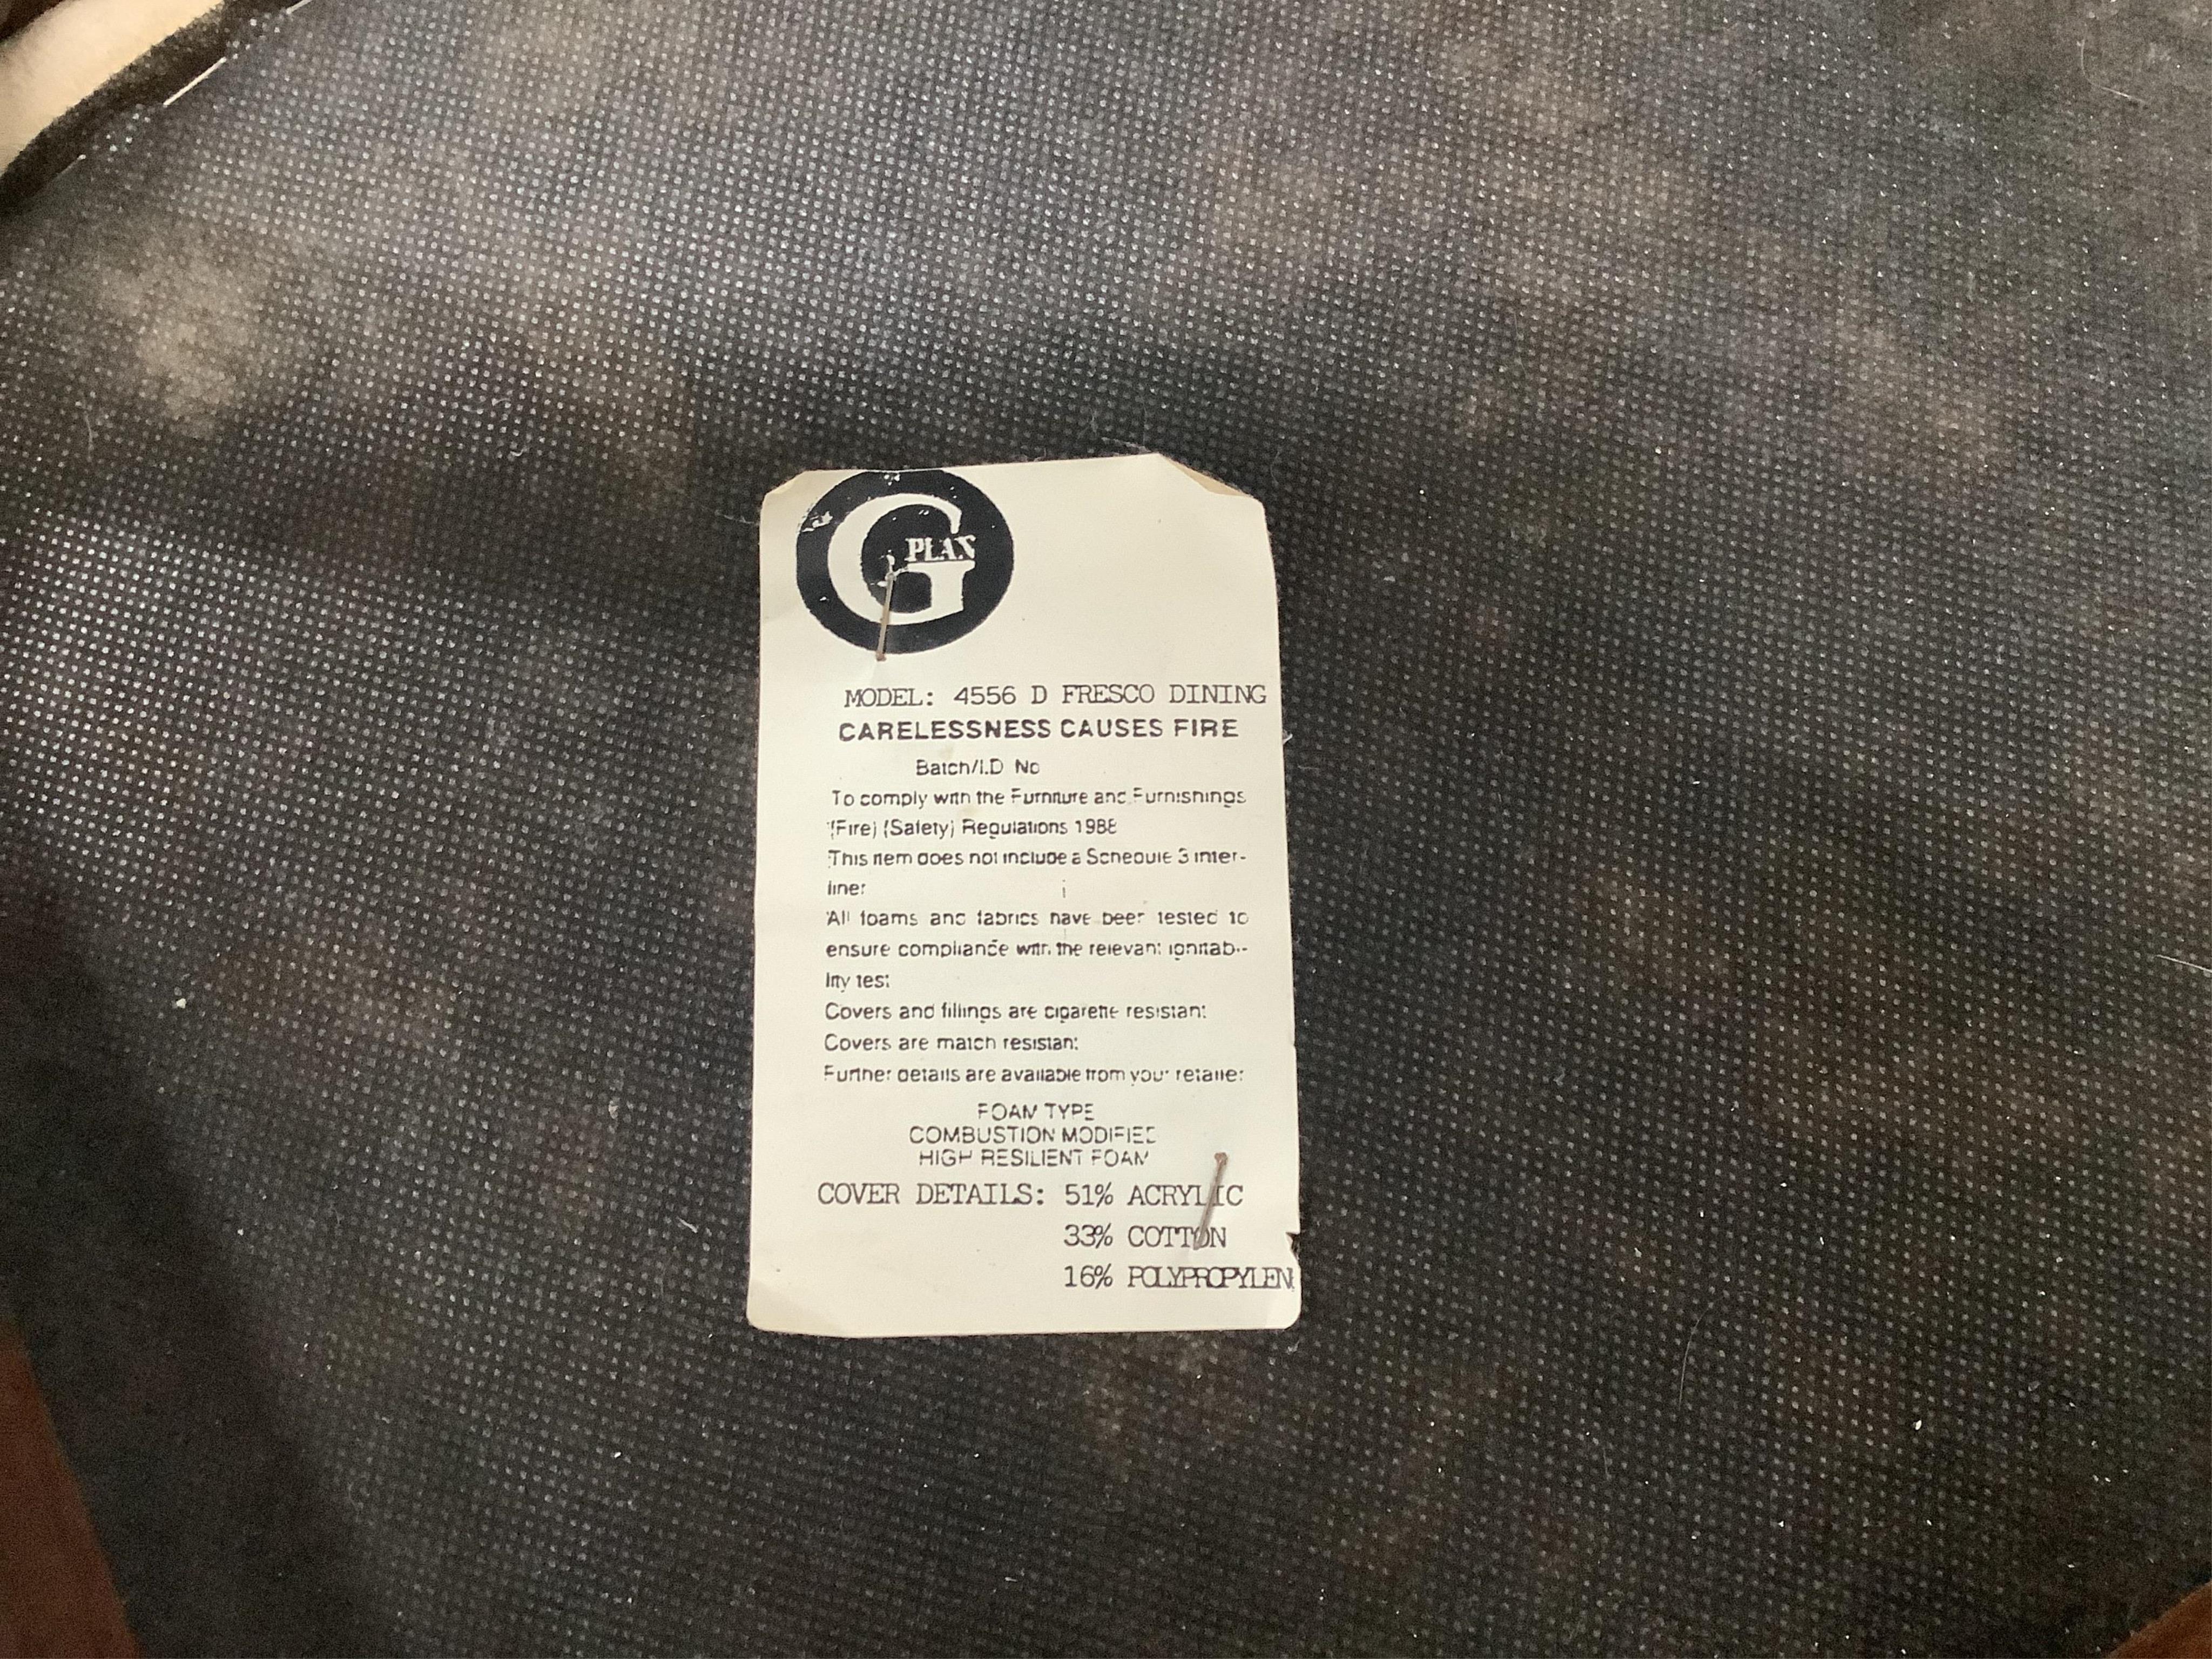 G PLAN
MODEL: 4556 D FRESCO DINING
CARELESSNESS CAUSES FIRE
Batch/I.D No
To comply with the Furniture and Furnishings
(Fire) (Safety) Regulations 1988
This item does not include a Schedule 3 inter-
liner
All foams and fabrics have been tested to
ensure compliance with the relevant ignitabi-
lity test
Covers and fillings are cigarette resistant
Covers are match resistant
Further details are available from your retailer
FOAM TYPE
COMBUSTION MODIFIED
HIGH RESILIENT FOAM
COVER DETAILS: 51% ACRYLIC
33% COTTON
16% POLYPROPYLEN